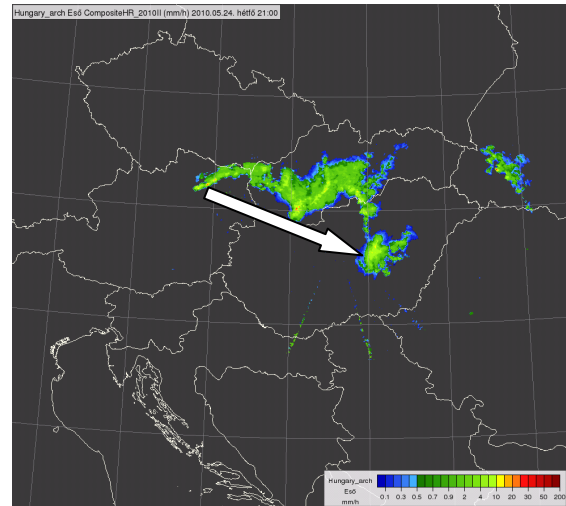 Hungary_arch Eső CompositeHR_2010II (mm/h) 2010.05.24. hétfő 21:00
Hungary_arch
Eső
mm/h
0.1 0.3 0.5 0.7 0.9 2 4 10 20 30 50 200